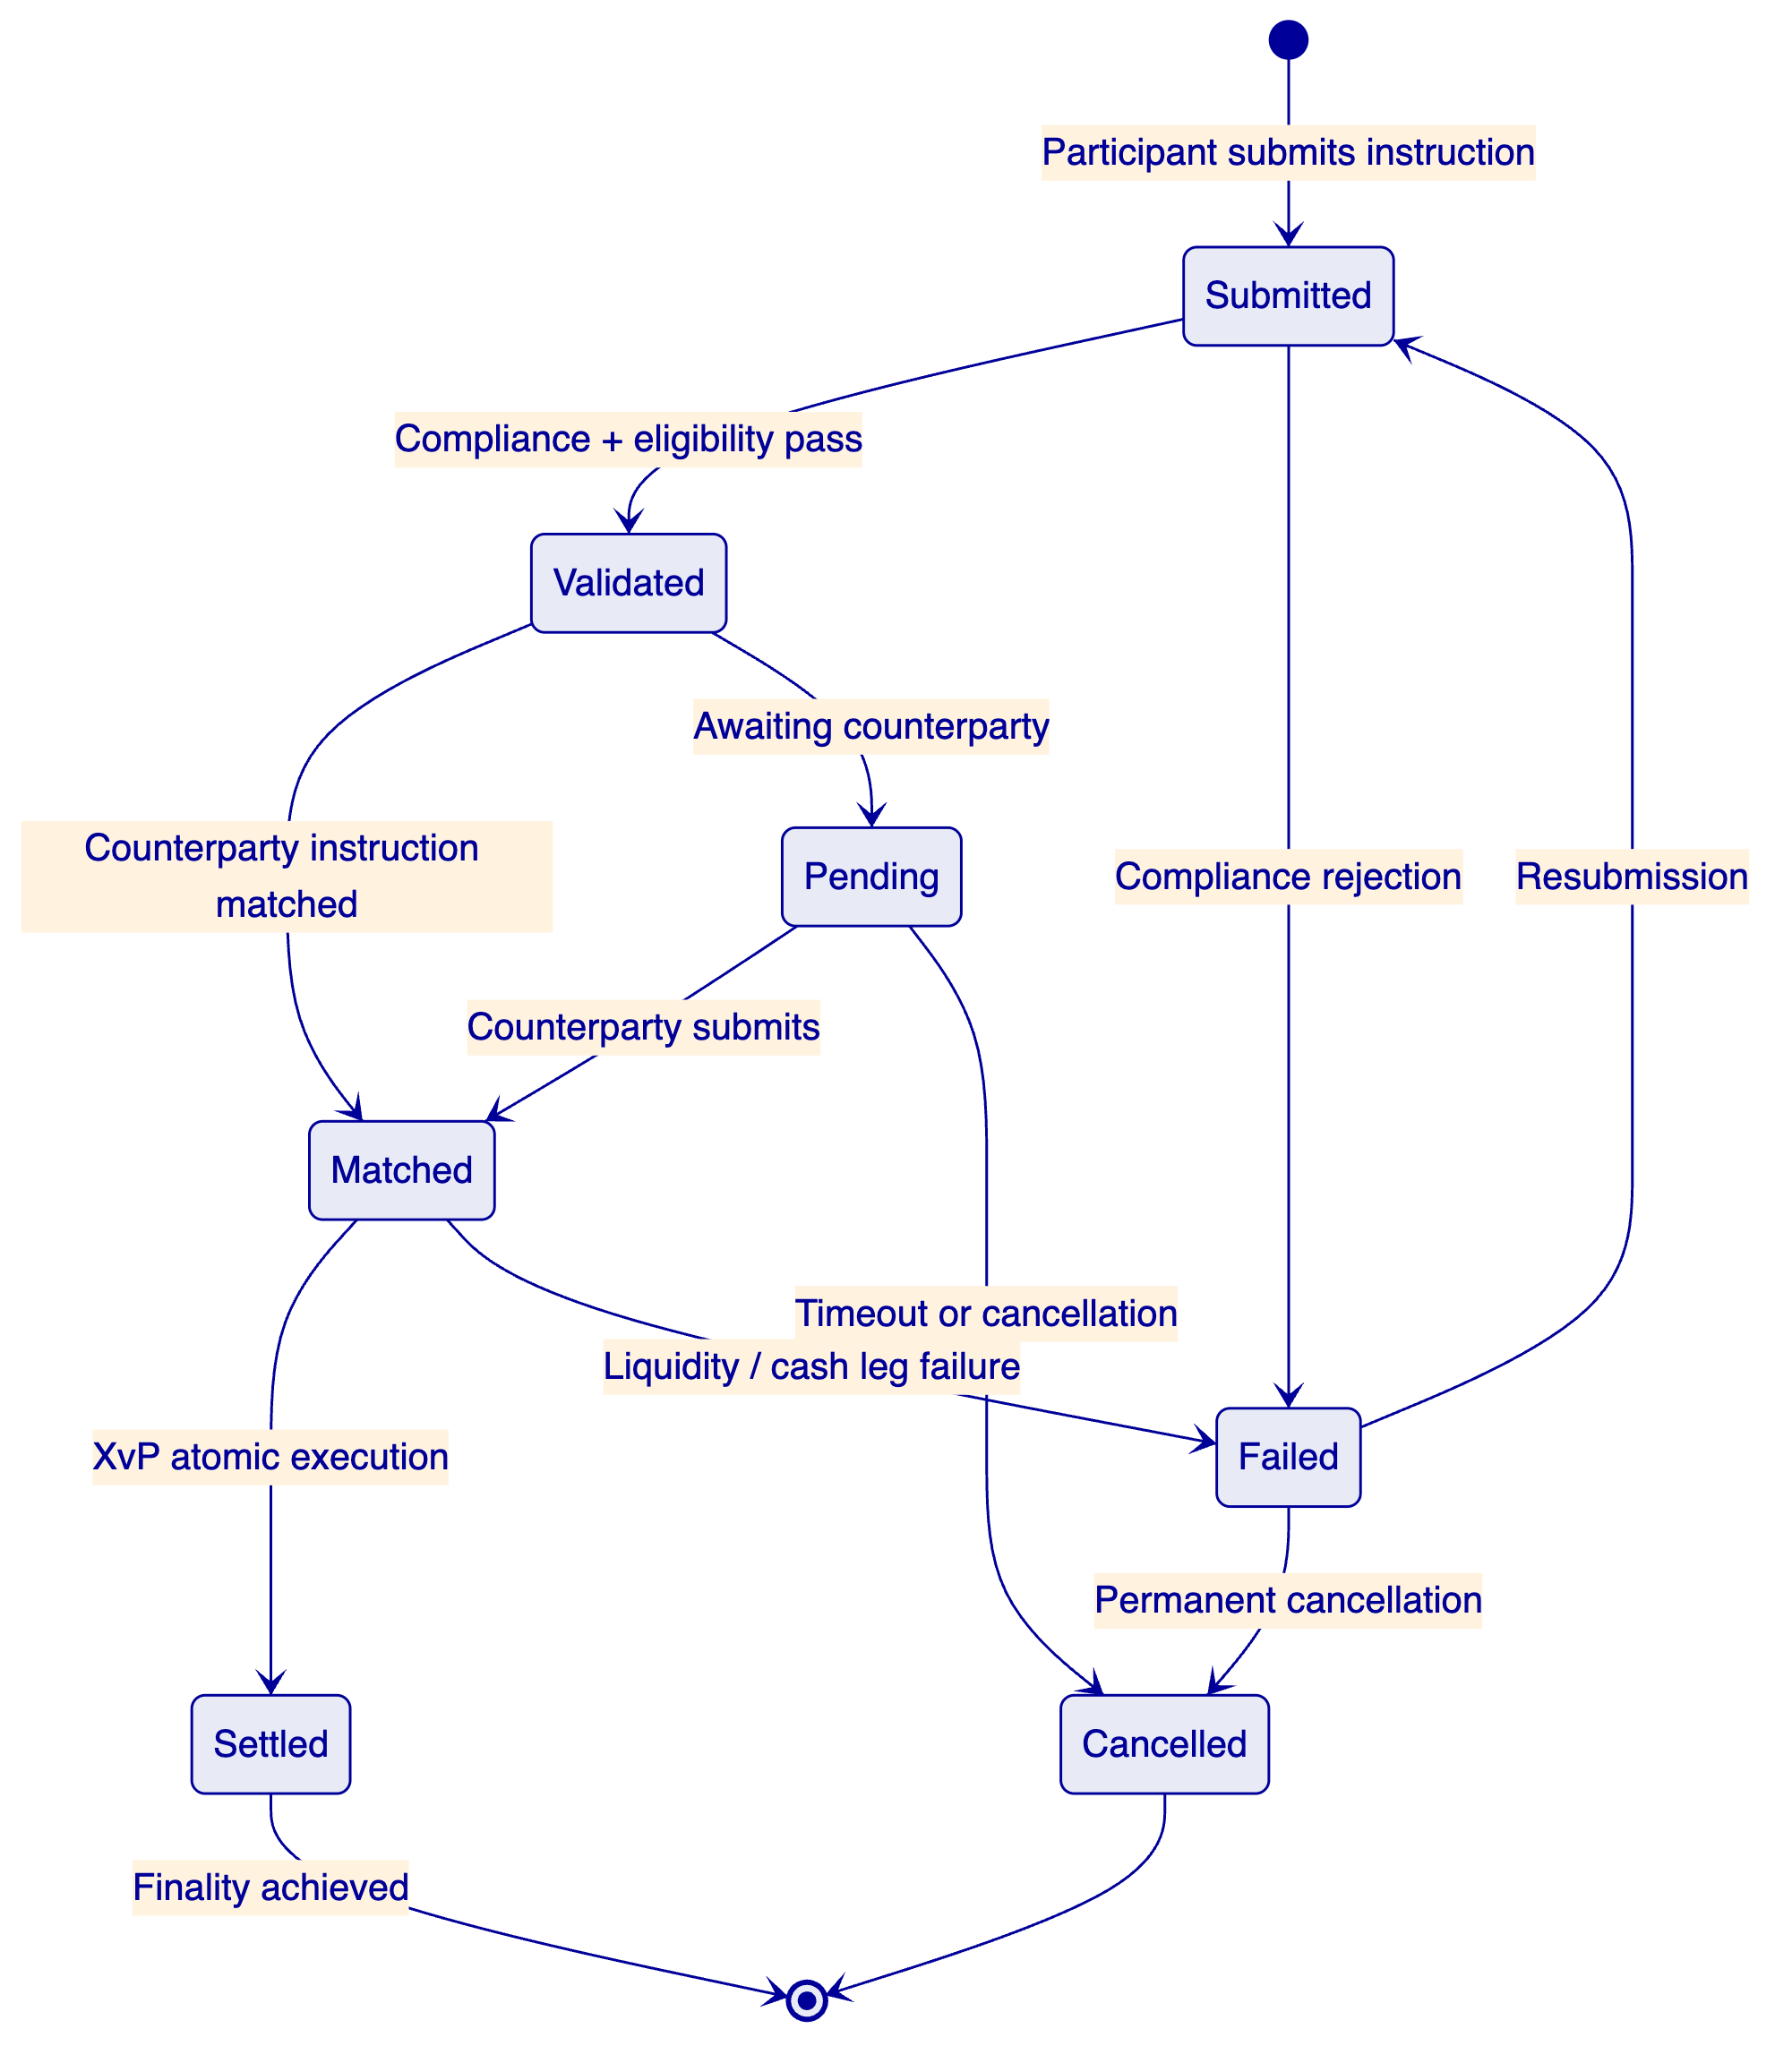 Participant submits instruction
Submitted
Compliance + eligibility pass
Validated
Awaiting counterparty
Counterparty instruction
matched
Pending
Compliance rejection
Resubmission
Counterparty submits
Matched
Timeout or cancellation
Liquidity / cash leg failure
XvP atomic execution
Failed
Permanent cancellation
Settled
Cancelled
Finality achieved